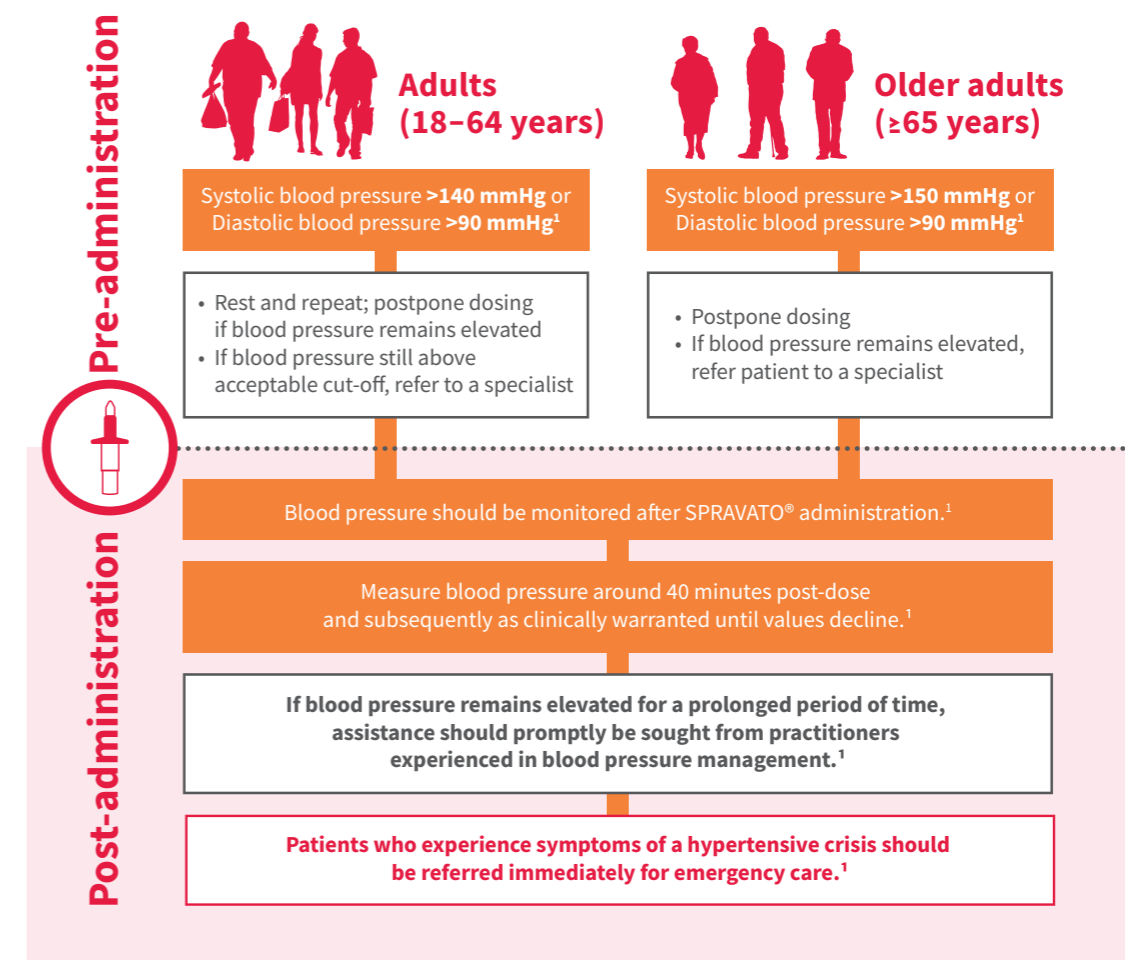 Pre-administration
Adults
(18–64 years)
Systolic blood pressure >140 mmHg or
Diastolic blood pressure >90 mmHg¹
• Rest and repeat; postpone dosing
if blood pressure remains elevated
• If blood pressure still above
acceptable cut-off, refer to a specialist
Older adults
(≥65 years)
Systolic blood pressure >150 mmHg or
Diastolic blood pressure >90 mmHg¹
• Postpone dosing
• If blood pressure remains elevated,
refer patient to a specialist
Post-administration
Blood pressure should be monitored after SPRAVATO® administration.¹
Measure blood pressure around 40 minutes post-dose
and subsequently as clinically warranted until values decline.¹
If blood pressure remains elevated for a prolonged period of time,
assistance should promptly be sought from practitioners
experienced in blood pressure management.¹
Patients who experience symptoms of a hypertensive crisis should
be referred immediately for emergency care.¹